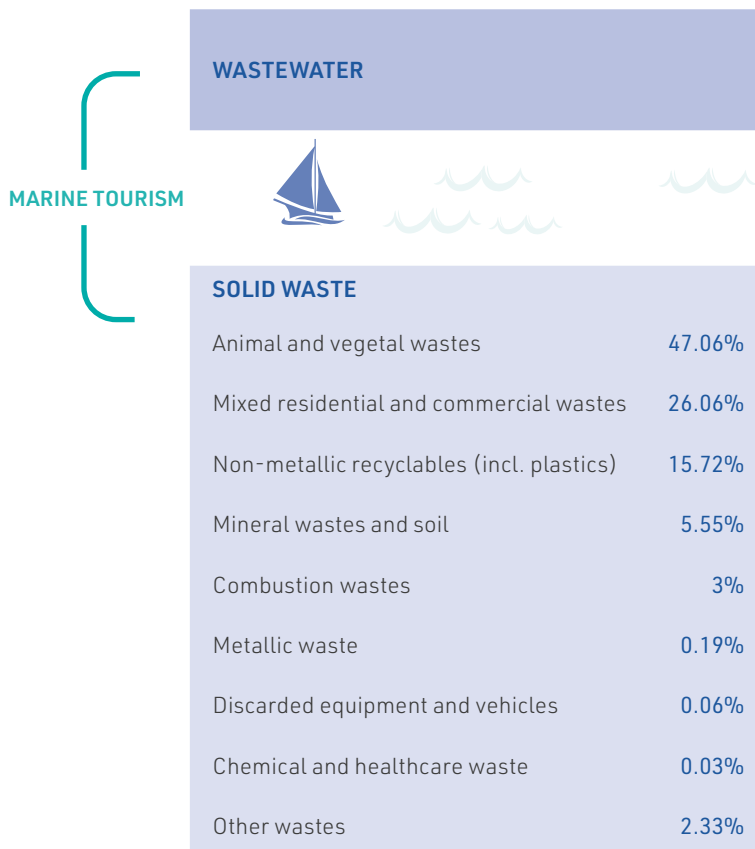 WASTEWATER
MARINE TOURISM
SOLID WASTE
Animal and vegetal wastes 47.06%
Mixed residential and commercial wastes 26.06%
Non-metallic recyclables (incl. plastics) 15.72%
Mineral wastes and soil 5.55%
Combustion wastes 3%
Metallic waste 0.19%
Discarded equipment and vehicles 0.06%
Chemical and healthcare waste 0.03%
Other wastes 2.33%